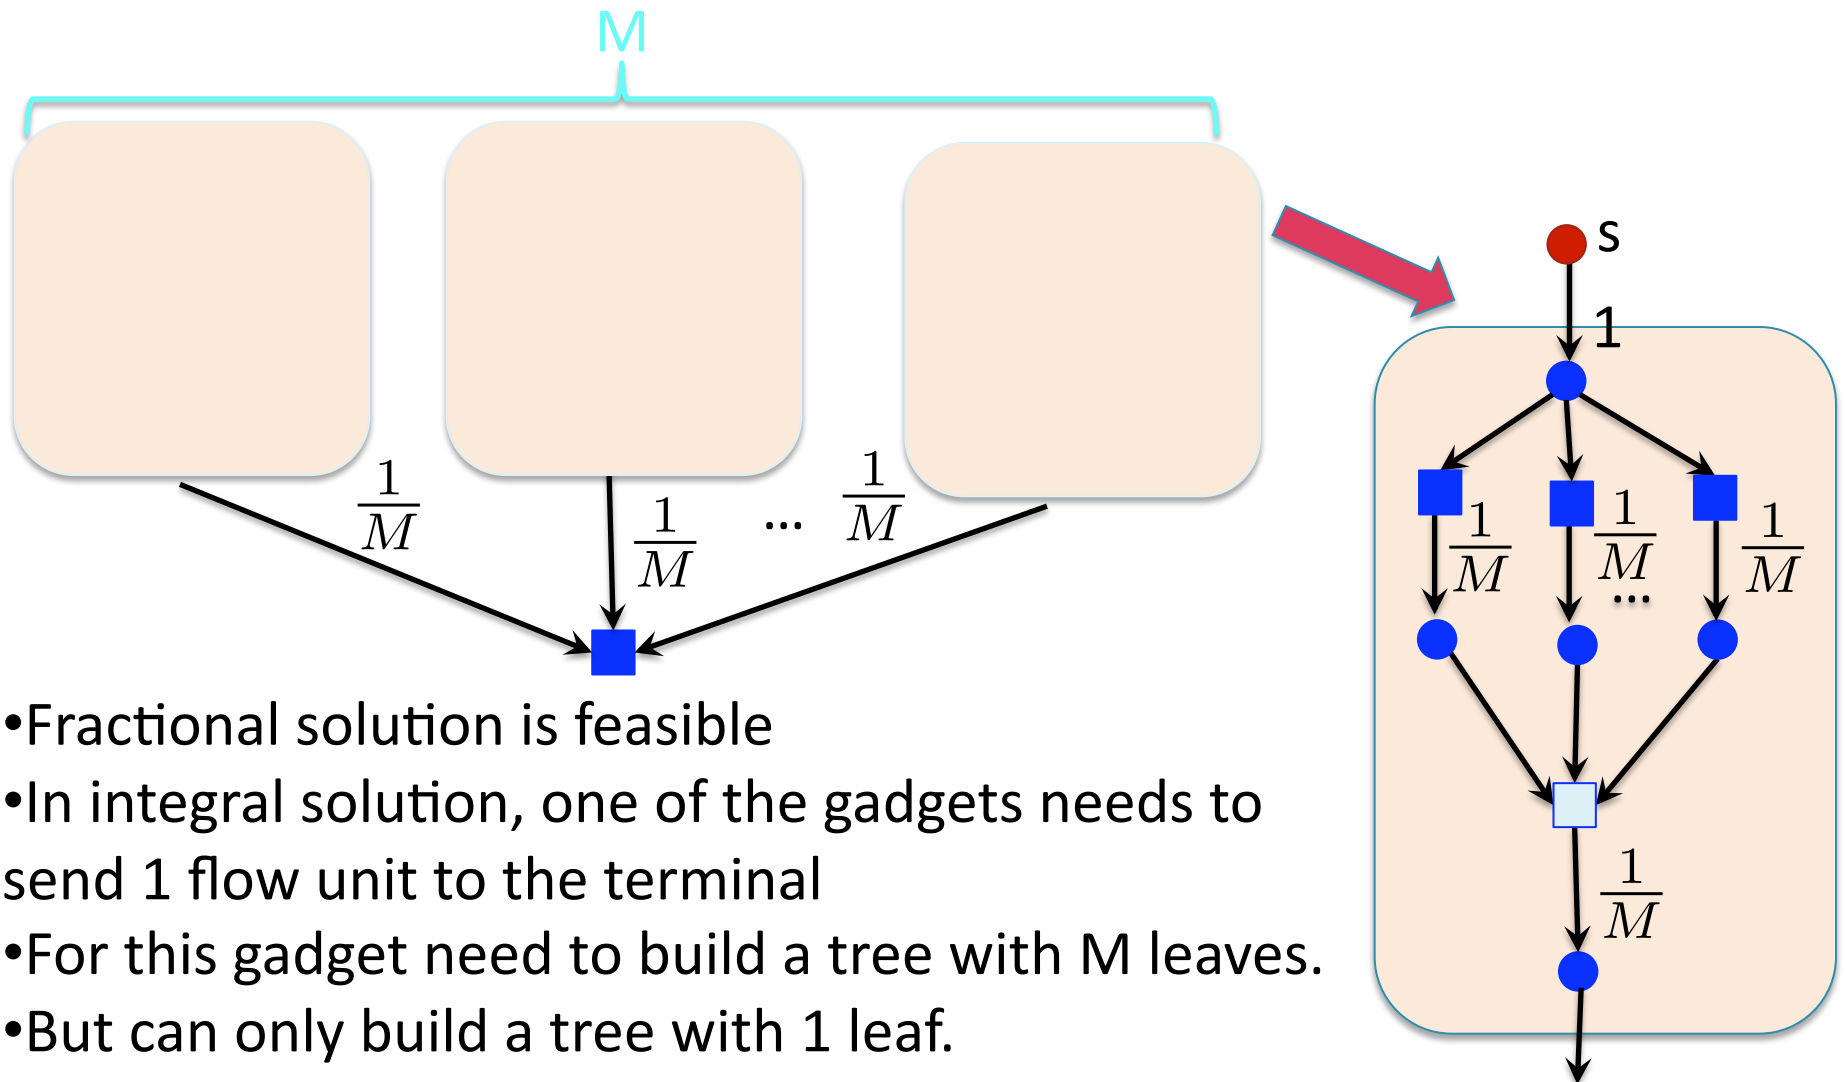 M
s
1
1/M
1/M
... 1/M
1/M
1/M
...
1/M
1/M
•Fractional solution is feasible
•In integral solution, one of the gadgets needs to
send 1 flow unit to the terminal
•For this gadget need to build a tree with M leaves.
•But can only build a tree with 1 leaf.